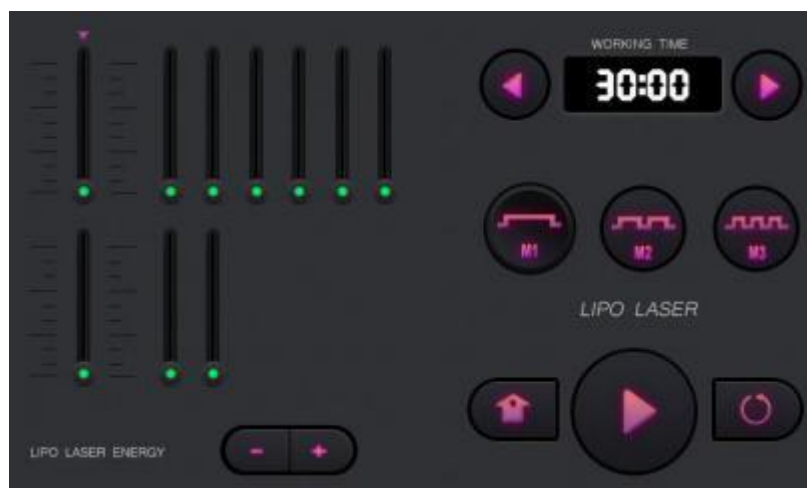 WORKING TIME
30:00
M1
M2
M3
LIPO LASER
LIPO LASER ENERGY
- +